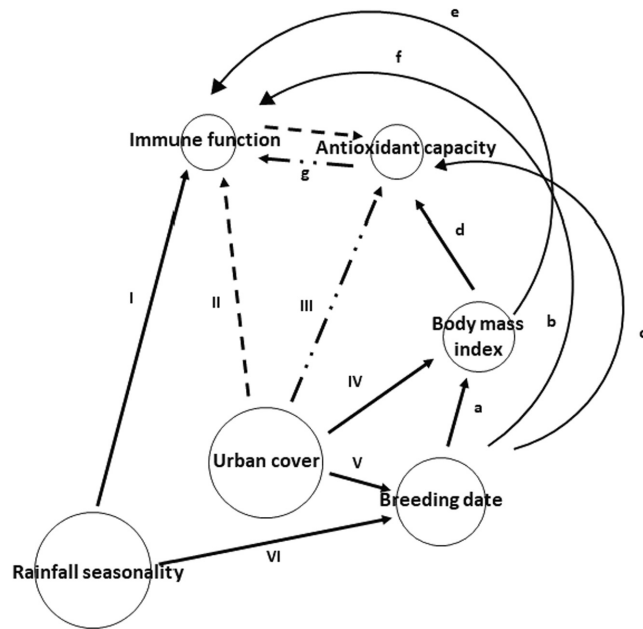 e
f
Immune function
Antioxidant capacity
g
d
I
II
III
Body mass
index
b
c
IV
a
Urban cover
V
Breeding date
VI
Rainfall seasonality